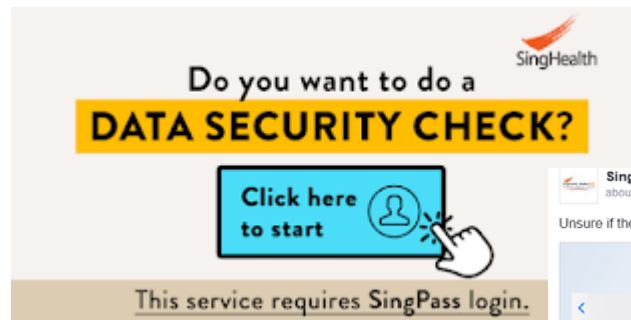 SingHealth
Do you want to do a
DATA SECURITY CHECK?
Click here
to start
This service requires SingPass login.
Unsure if the